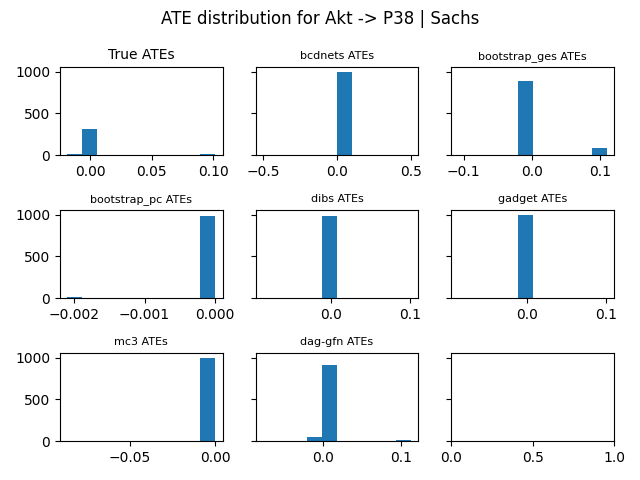 ATE distribution for Akt -> P38 | Sachs
True ATEs
bcdnets ATEs
bootstrap_ges ATEs
1000
500
0
0.00 0.05 0.10
−0.5 0.0 0.5
−0.1 0.0 0.1
bootstrap_pc ATEs
dibs ATEs
gadget ATEs
1000
500
0
−0.002 −0.001 0.000
0.0 0.1
0.0 0.1
mc3 ATEs
dag-gfn ATEs
1000
500
0
−0.05 0.00
0.0 0.1
0.0 0.5 1.0